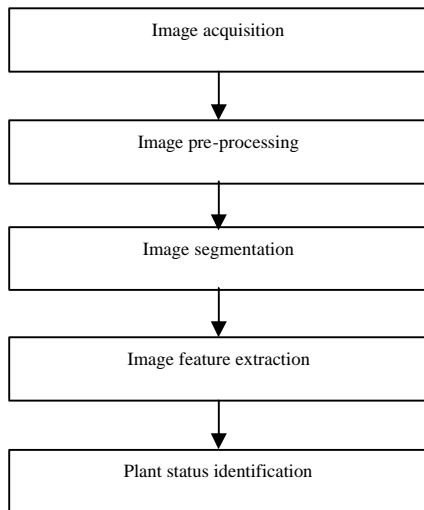 Image acquisition
Image pre-processing
Image segmentation
Image feature extraction
Plant status identification